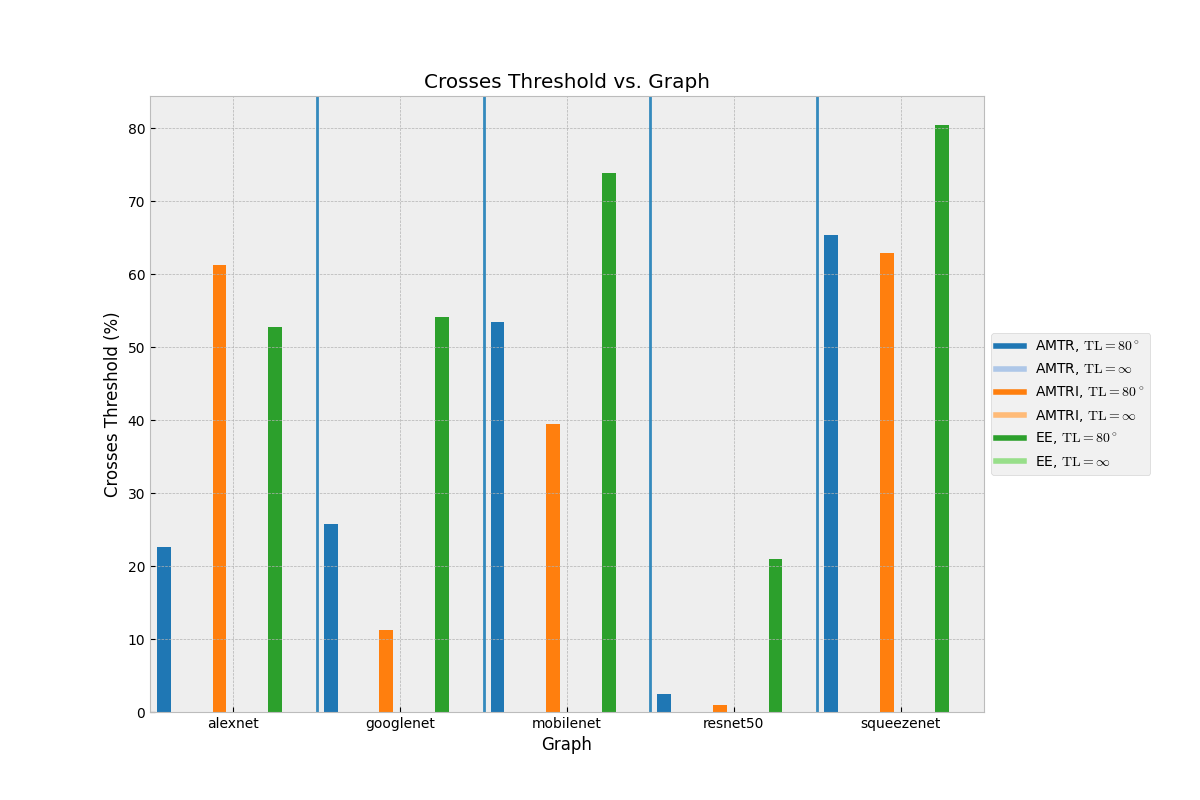 Crosses Threshold vs. Graph
Crosses Threshold (%)
80
70
60
50
40
30
20
10
0
alexnet googlenet mobilenet resnet50 squeezenet
Graph
AMTR, TL = 80°
AMTR, TL = ∞
AMTRI, TL = 80°
AMTRI, TL = ∞
EE, TL = 80°
EE, TL = ∞